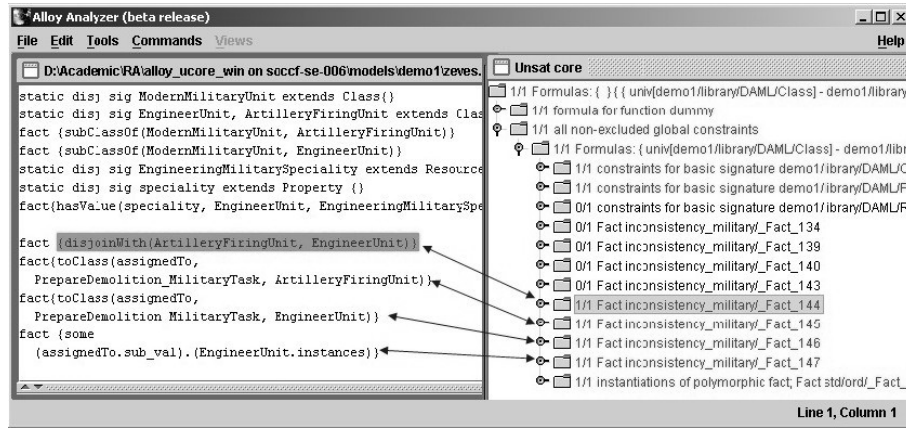 Alloy Analyzer (beta release)
File Edit Tools Commands Views Help
D:\Academic\RA\alloy_ucore_win on soccf-se-006\models\demo1\zeves.
static disj sig ModernMilitaryUnit extends Class{}
static disj sig EngineerUnit, ArtilleryFiringUnit extends Clas
fact {subClassOf(ModernMilitaryUnit, ArtilleryFiringUnit)}
fact {subClassOf(ModernMilitaryUnit, EngineerUnit)}
static disj sig EngineeringMilitarySpeciality extends Resource
static disj sig speciality extends Property {}
fact{hasValue(speciality, EngineerUnit, EngineeringMilitarySpe
fact {disjoinWith(ArtilleryFiringUnit, EngineerUnit)}
fact{toClass(assignedTo,
PrepareDemolition_MilitaryTask, ArtilleryFiringUnit)}
fact{toClass(assignedTo,
PrepareDemolition MilitaryTask, EngineerUnit)}
fact {some
(assignedTo.sub_val).(EngineerUnit.instances)}
Unsat core
1/1 Formulas: { }{ { univ[demo1/library/DAML/Class] - demo1/library
1/1 formula for function dummy
1/1 all non-excluded global constraints
1/1 Formulas: { univ[demo1/library/DAML/Class] - demo1/libr
1/1 constraints for basic signature demo1/library/DAML/C
1/1 constraints for basic signature demo1/library/DAML/P
0/1 constraints for basic signature demo1/library/DAML/R
0/1 Fact inconsistency_military/_Fact_134
0/1 Fact inconsistency_military/_Fact_139
0/1 Fact inconsistency_military/_Fact_140
0/1 Fact inconsistency_military/_Fact_143
1/1 Fact inconsistency_military/_Fact_144
1/1 Fact inconsistency_military/_Fact_145
1/1 Fact inconsistency_military/_Fact_146
1/1 Fact inconsistency_military/_Fact_147
1/1 instantiations of polymorphic fact; Fact std/ord/_Fact_
Line 1, Column 1